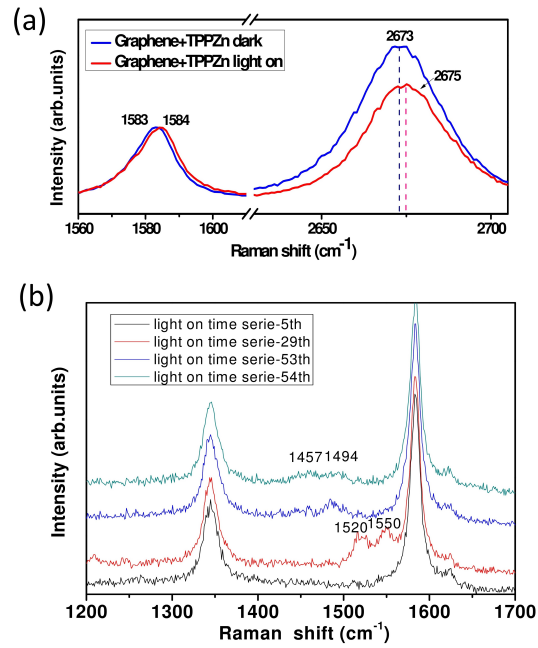 (a)
Graphene+TPPZn dark
Graphene+TPPZn light on
2673
2675
1583
1584
Intensity (arb.units)
1560 1580 1600 2650 2700
Raman shift (cm-1)
(b)
light on time serie-5th
light on time serie-29th
light on time serie-53th
light on time serie-54th
1457 1494
1520 1550
Intensity (arb.units)
1200 1300 1400 1500 1600 1700
Raman shift (cm-1)